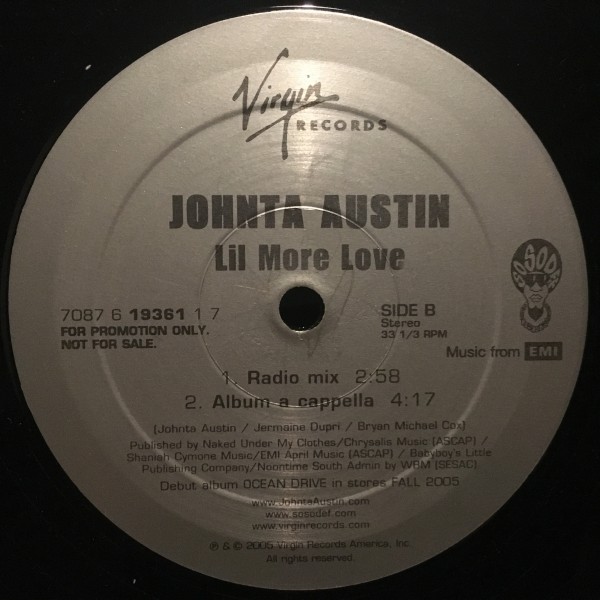 Virgin
RECORDS
JOHNTA AUSTIN
Lil More Love
7087 6 19361 1 7
FOR PROMOTION ONLY.
NOT FOR SALE.
SIDE B
Stereo
33 1/3 RPM
SO SO DEF
Music from EMI
1. Radio mix 2:58
2. Album a cappella 4:17
(Johnta Austin / Jermaine Dupri / Bryan Michael Cox)
Published by Naked Under My Clothes/Chrysalis Music (ASCAP) /
Shaniah Cymone Music/EMI April Music (ASCAP) / Babyboy's Little
Publishing Company/Noontime South Admin by WBM (SESAC)
Debut album OCEAN DRIVE in stores FALL 2005
www.JohntaAustin.com
www.sosodef.com
www.virginrecords.com
℗ & © 2005 Virgin Records America, Inc.
All rights reserved.